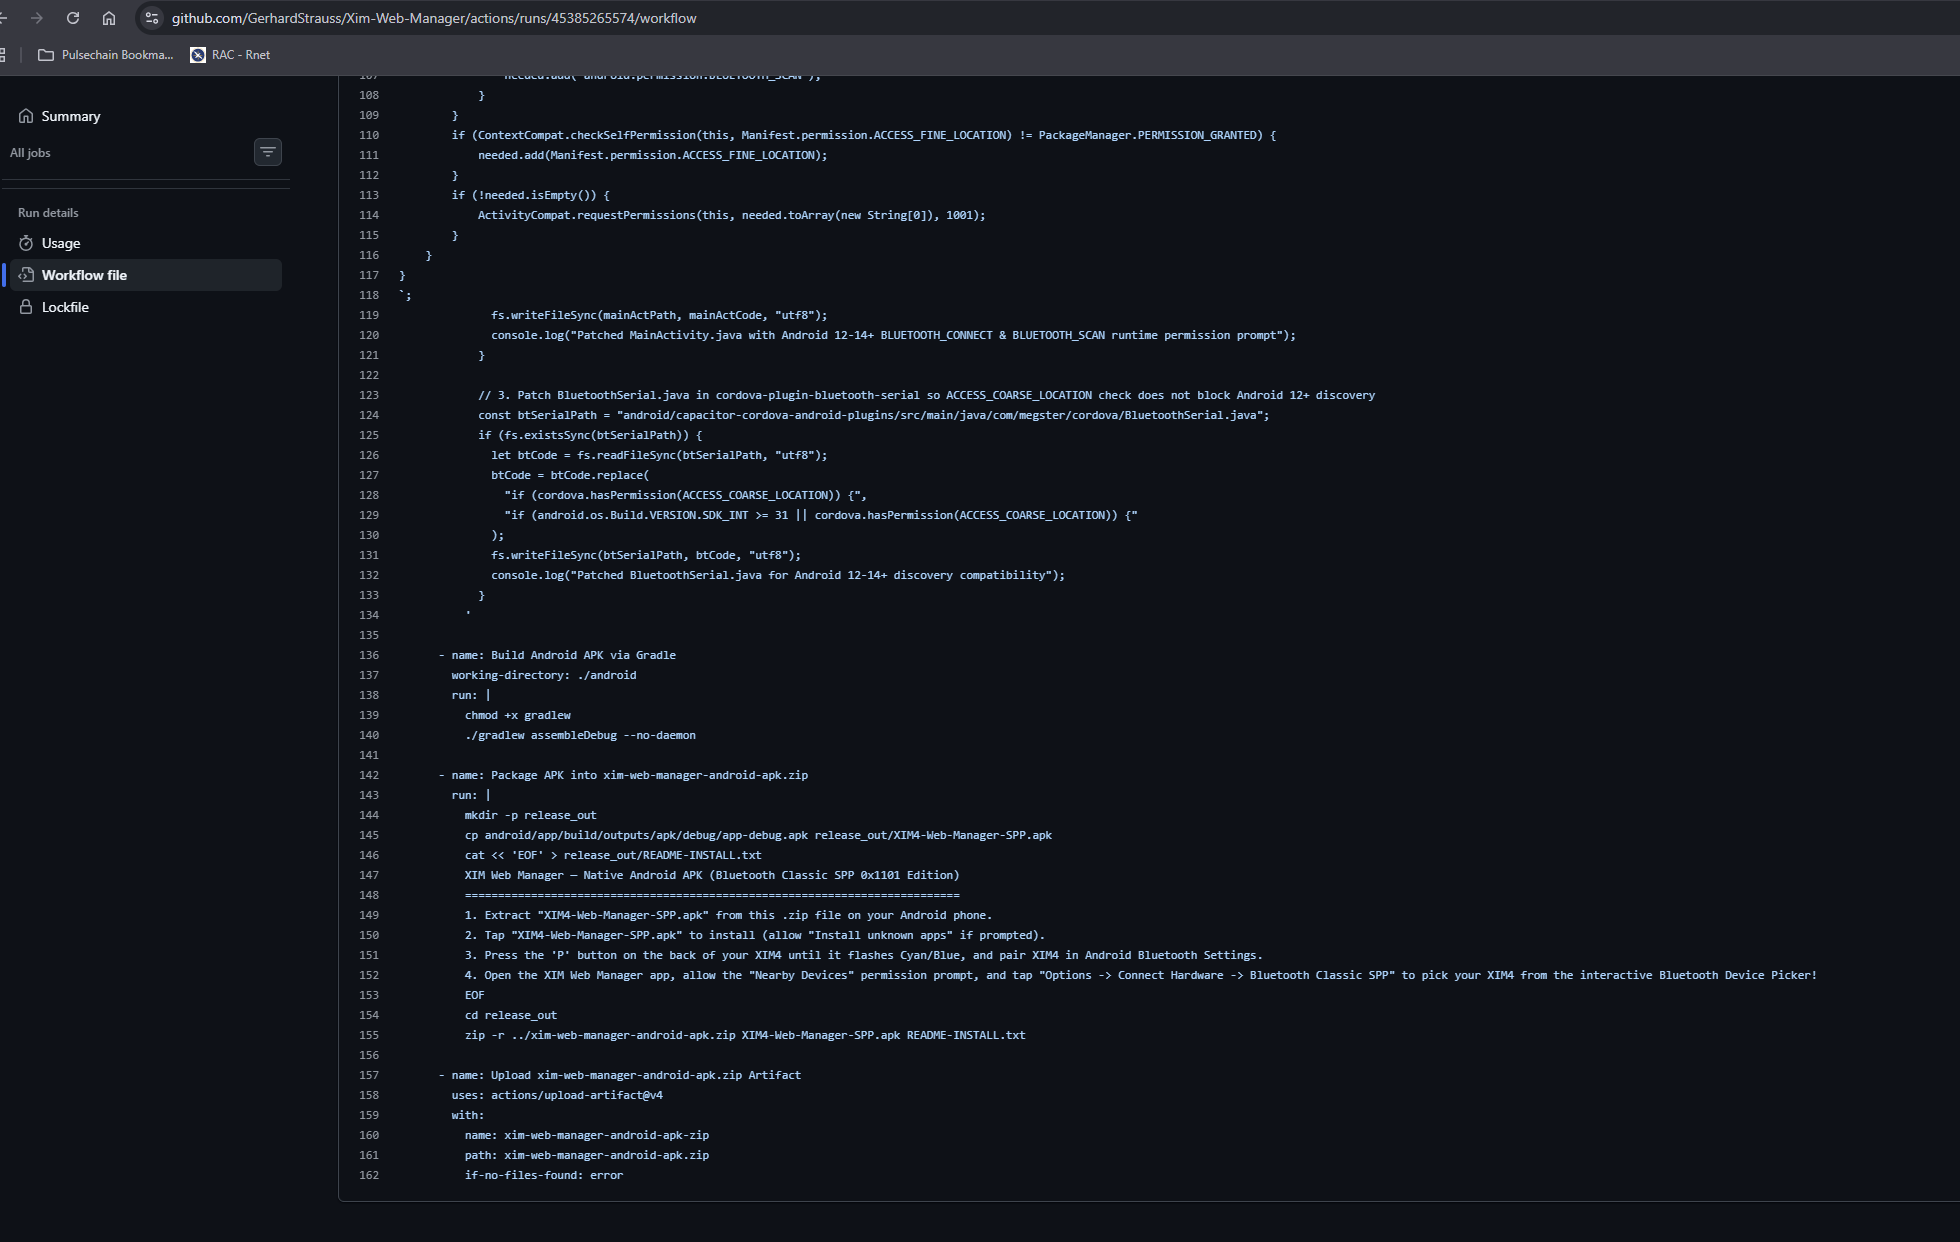 github.com/GerhardStrauss/Xim-Web-Manager/actions/runs/45385265574/workflow
Pulsechain Bookma...
RAC - Rnet
Summary
All jobs
Run details
Usage
Workflow file
Lockfile
107 needed.add("android.permission.BLUETOOTH_SCAN");
108 }
109 }
110 if (ContextCompat.checkSelfPermission(this, Manifest.permission.ACCESS_FINE_LOCATION) != PackageManager.PERMISSION_GRANTED) {
111 needed.add(Manifest.permission.ACCESS_FINE_LOCATION);
112 }
113 if (!needed.isEmpty()) {
114 ActivityCompat.requestPermissions(this, needed.toArray(new String[0]), 1001);
115 }
116 }
117 }
118 `;
119 fs.writeFileSync(mainActPath, mainActCode, "utf8");
120 console.log("Patched MainActivity.java with Android 12-14+ BLUETOOTH_CONNECT & BLUETOOTH_SCAN runtime permission prompt");
121 }
122
123 // 3. Patch BluetoothSerial.java in cordova-plugin-bluetooth-serial so ACCESS_COARSE_LOCATION check does not block Android 12+ discovery
124 const btSerialPath = "android/capacitor-cordova-android-plugins/src/main/java/com/megster/cordova/BluetoothSerial.java";
125 if (fs.existsSync(btSerialPath)) {
126 let btCode = fs.readFileSync(btSerialPath, "utf8");
127 btCode = btCode.replace(
128 "if (cordova.hasPermission(ACCESS_COARSE_LOCATION)) {",
129 "if (android.os.Build.VERSION.SDK_INT >= 31 || cordova.hasPermission(ACCESS_COARSE_LOCATION)) {"
130 );
131 fs.writeFileSync(btSerialPath, btCode, "utf8");
132 console.log("Patched BluetoothSerial.java for Android 12-14+ discovery compatibility");
133 }
134 '
135
136 - name: Build Android APK via Gradle
137 working-directory: ./android
138 run: |
139 chmod +x gradlew
140 ./gradlew assembleDebug --no-daemon
141
142 - name: Package APK into xim-web-manager-android-apk.zip
143 run: |
144 mkdir -p release_out
145 cp android/app/build/outputs/apk/debug/app-debug.apk release_out/XIM4-Web-Manager-SPP.apk
146 cat << 'EOF' > release_out/README-INSTALL.txt
147 XIM Web Manager — Native Android APK (Bluetooth Classic SPP 0x1101 Edition)
148 ===========================================================================
149 1. Extract "XIM4-Web-Manager-SPP.apk" from this .zip file on your Android phone.
150 2. Tap "XIM4-Web-Manager-SPP.apk" to install (allow "Install unknown apps" if prompted).
151 3. Press the 'P' button on the back of your XIM4 until it flashes Cyan/Blue, and pair XIM4 in Android Bluetooth Settings.
152 4. Open the XIM Web Manager app, allow the "Nearby Devices" permission prompt, and tap "Options -> Connect Hardware -> Bluetooth Classic SPP" to pick your XIM4 from the interactive Bluetooth Device Picker!
153 EOF
154 cd release_out
155 zip -r ../xim-web-manager-android-apk.zip XIM4-Web-Manager-SPP.apk README-INSTALL.txt
156
157 - name: Upload xim-web-manager-android-apk.zip Artifact
158 uses: actions/upload-artifact@v4
159 with:
160 name: xim-web-manager-android-apk-zip
161 path: xim-web-manager-android-apk.zip
162 if-no-files-found: error